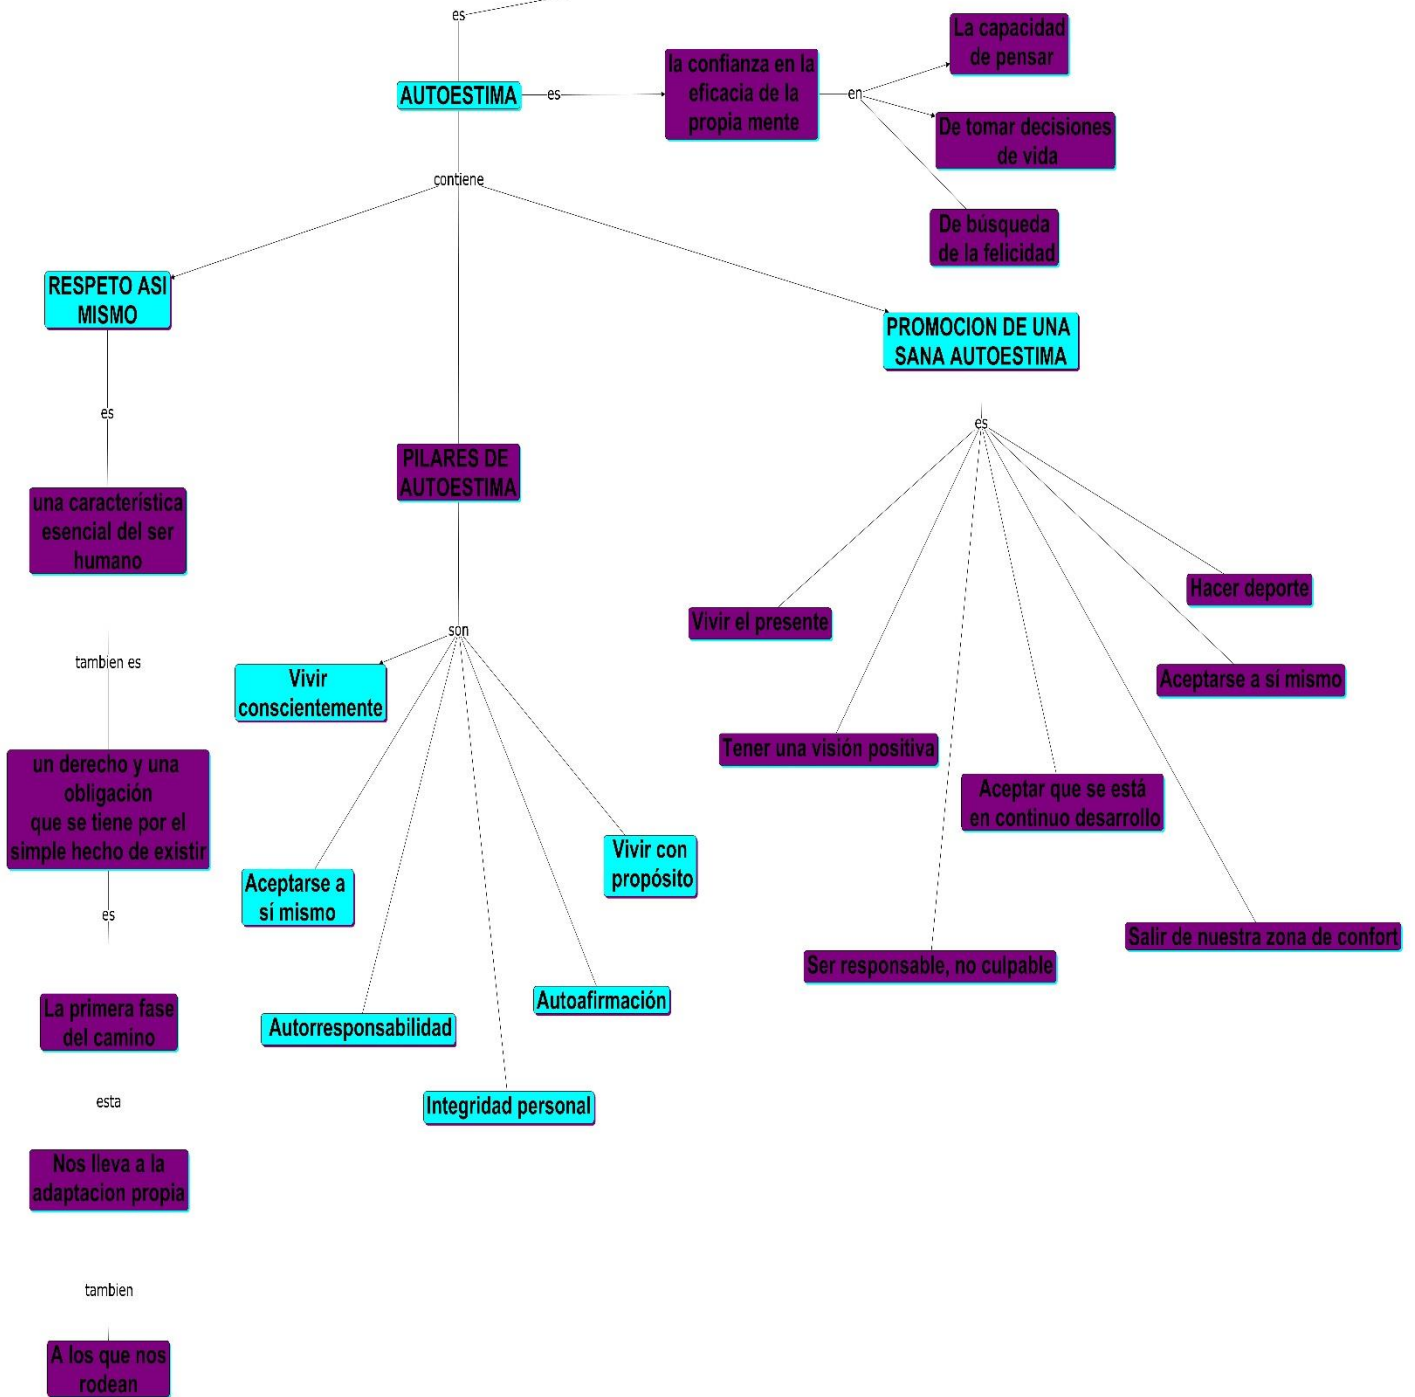 es
AUTOESTIMA
es
la confianza en la
eficacia de la
propia mente
en
La capacidad
de pensar
De tomar decisiones
de vida
De búsqueda
de la felicidad
contiene
RESPETO ASI
MISMO
es
una característica
esencial del ser
humano
tambien es
un derecho y una
obligación
que se tiene por el
simple hecho de existir
es
La primera fase
del camino
esta
Nos lleva a la
adaptacion propia
tambien
A los que nos
rodean
PILARES DE
AUTOESTIMA
son
Vivir
conscientemente
Aceptarse a
sí mismo
Autorresponsabilidad
Integridad personal
Autoafirmación
Vivir con
propósito
PROMOCION DE UNA
SANA AUTOESTIMA
es
Vivir el presente
Tener una visión positiva
Ser responsable, no culpable
Aceptar que se está
en continuo desarrollo
Salir de nuestra zona de confort
Aceptarse a sí mismo
Hacer deporte